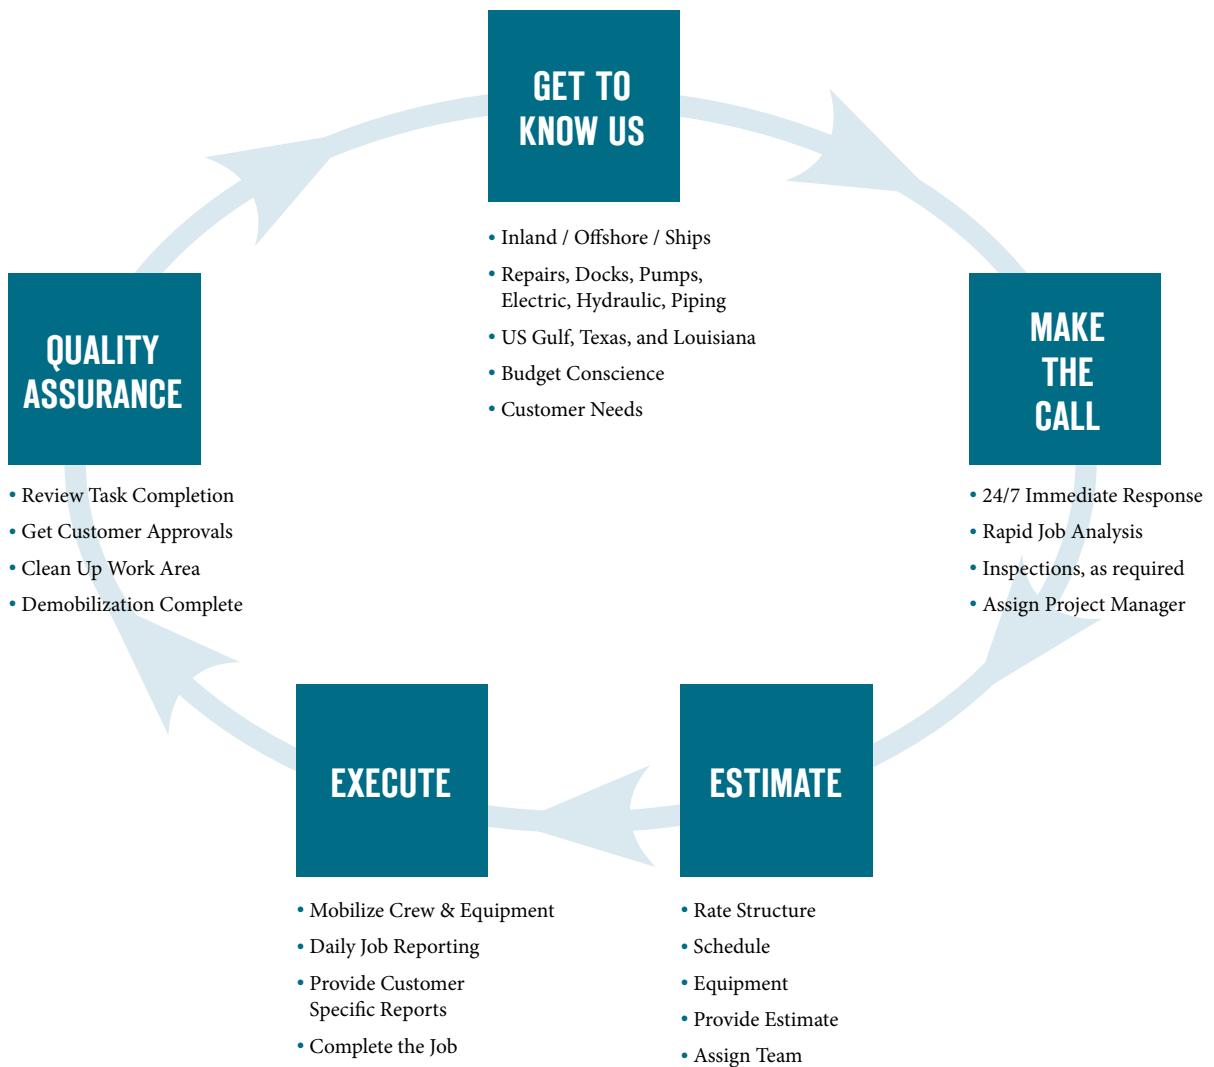 GET TO
KNOW US
• Inland / Offshore / Ships
• Repairs, Docks, Pumps,
Electric, Hydraulic, Piping
• US Gulf, Texas, and Louisiana
• Budget Conscience
• Customer Needs
MAKE
THE
CALL
• 24/7 Immediate Response
• Rapid Job Analysis
• Inspections, as required
• Assign Project Manager
ESTIMATE
• Rate Structure
• Schedule
• Equipment
• Provide Estimate
• Assign Team
EXECUTE
• Mobilize Crew & Equipment
• Daily Job Reporting
• Provide Customer
Specific Reports
• Complete the Job
QUALITY
ASSURANCE
• Review Task Completion
• Get Customer Approvals
• Clean Up Work Area
• Demobilization Complete